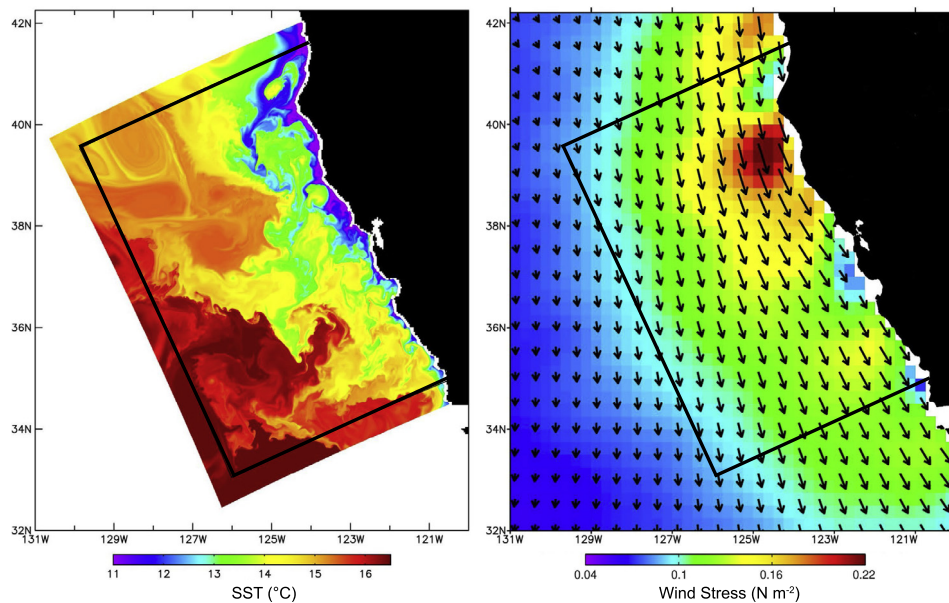 42N
40N
38N
36N
34N
32N
131W 129W 127W 125W 123W 121W
11 12 13 14 15 16
SST (°C)
42N
40N
38N
36N
34N
32N
131W 129W 127W 125W 123W 121W
0.04 0.1 0.16 0.22
Wind Stress (N m-2)